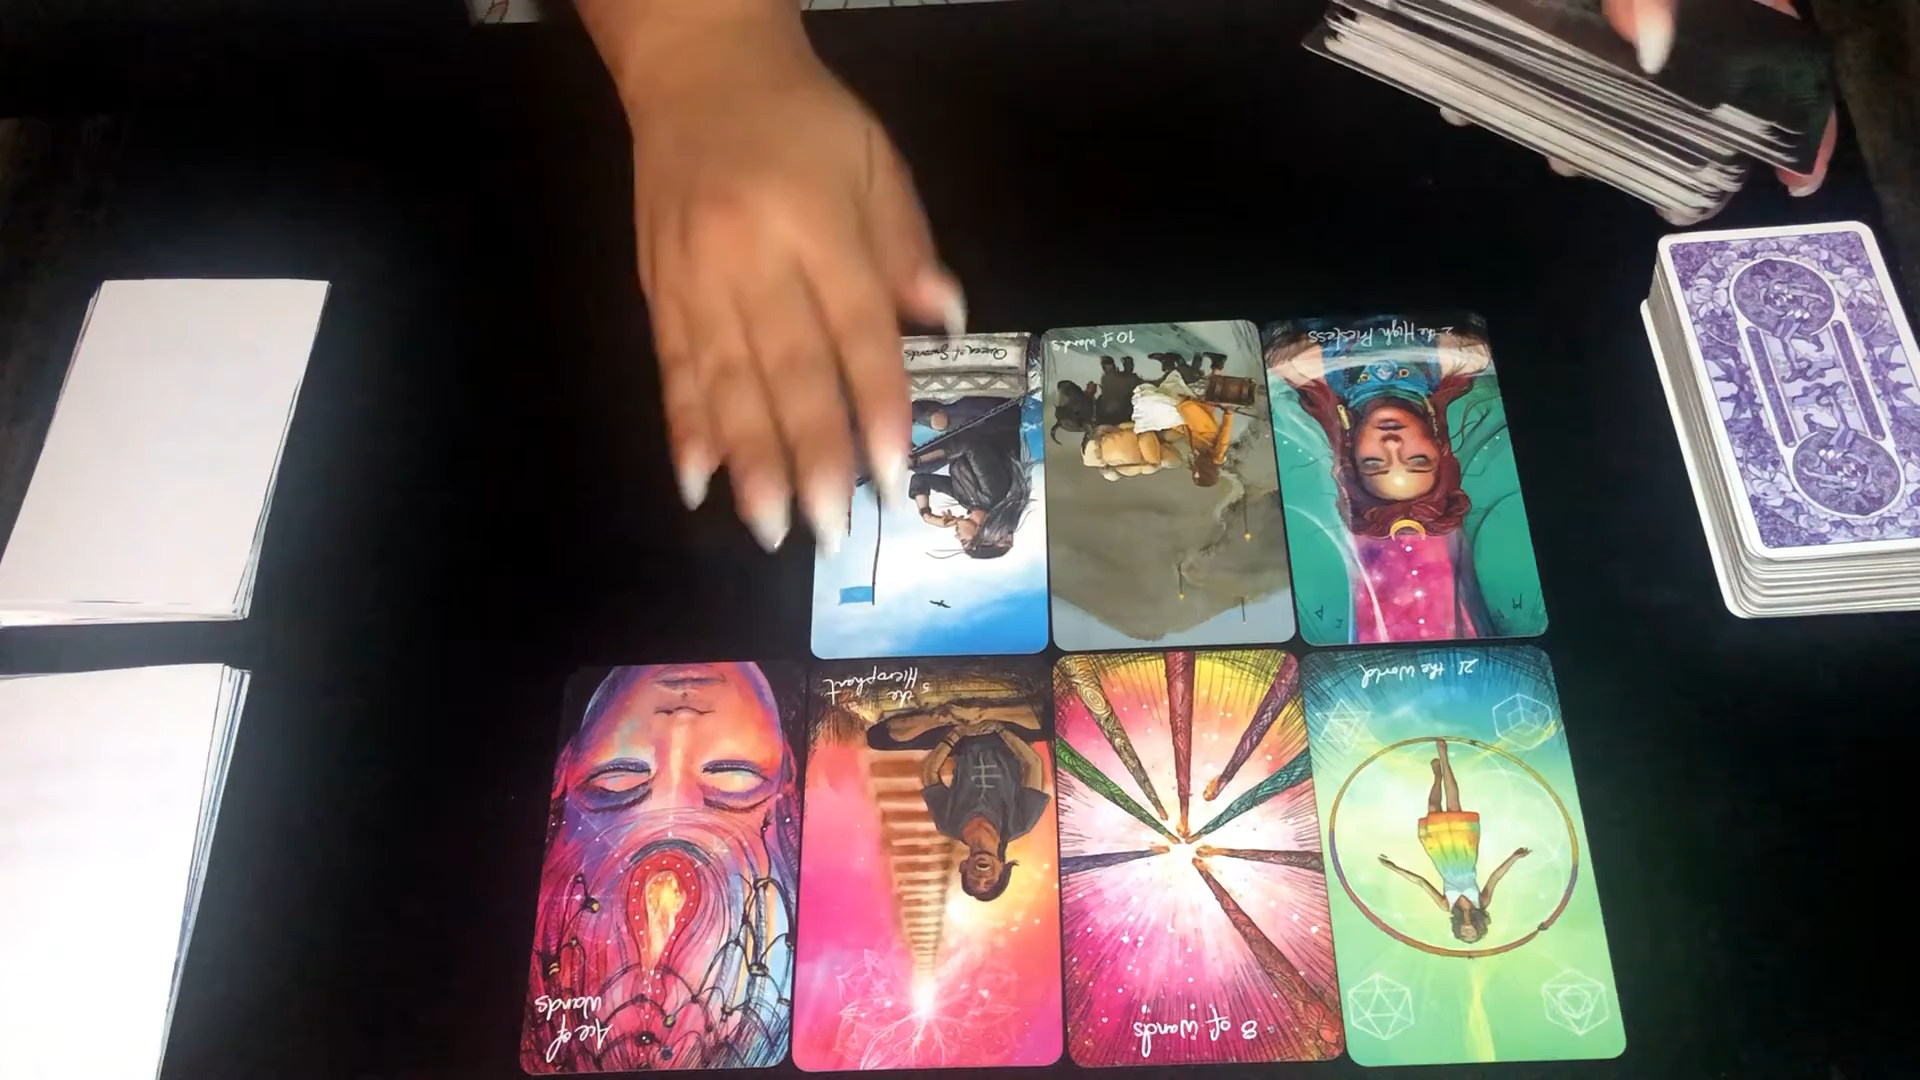 Queen of Swords
10 of Wands
2 the High Priestess
5 the
Hierophant
21 the World
Ace of
Wands
8 of Wands